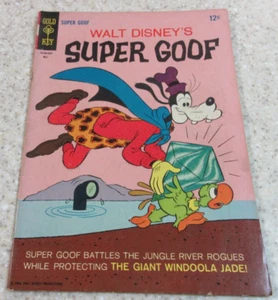 GOLD
KEY
SUPER GOOF
12¢
WALT DISNEY'S
SUPER GOOF
SUPER GOOF BATTLES THE JUNGLE RIVER ROGUES
WHILE PROTECTING THE GIANT WINDOOLA JADE!